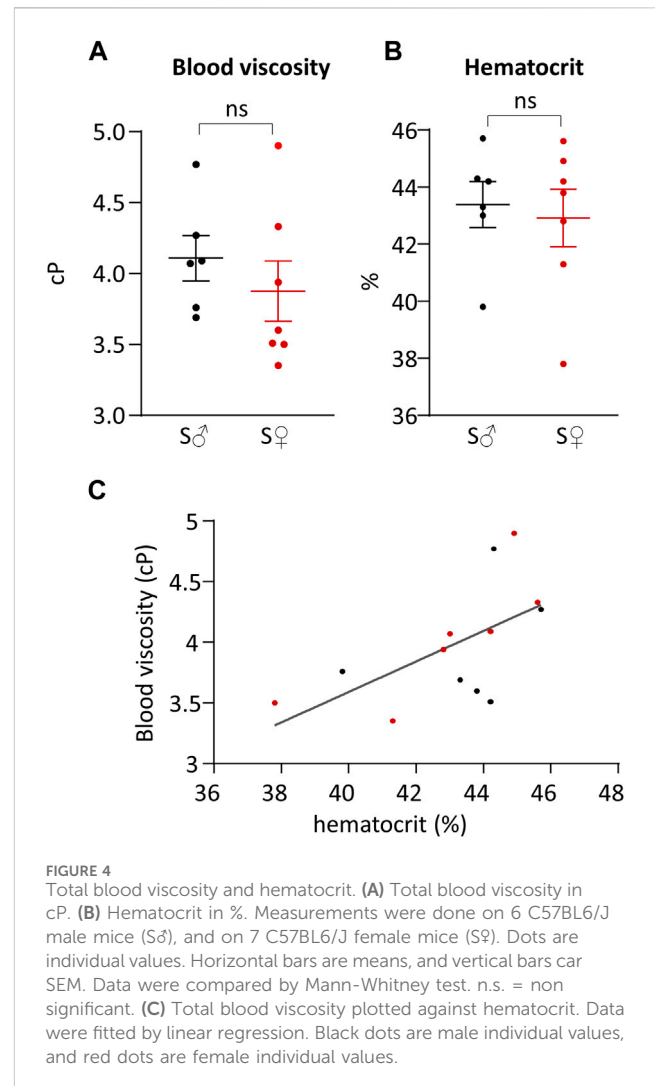 A
Blood viscosity
ns
5.0
4.5
4.0
3.5
3.0
cP
S♂ S♀
B
Hematocrit
ns
46
44
42
40
38
36
%
S♂ S♀
C
5
4.5
4
3.5
3
Blood viscosity (cP)
36 38 40 42 44 46 48
hematocrit (%)
FIGURE 4
Total blood viscosity and hematocrit. (A) Total blood viscosity in
cP. (B) Hematocrit in %. Measurements were done on 6 C57BL6/J
male mice (S♂), and on 7 C57BL6/J female mice (S♀). Dots are
individual values. Horizontal bars are means, and vertical bars car
SEM. Data were compared by Mann-Whitney test. n.s. = non
significant. (C) Total blood viscosity plotted against hematocrit. Data
were fitted by linear regression. Black dots are male individual values,
and red dots are female individual values.